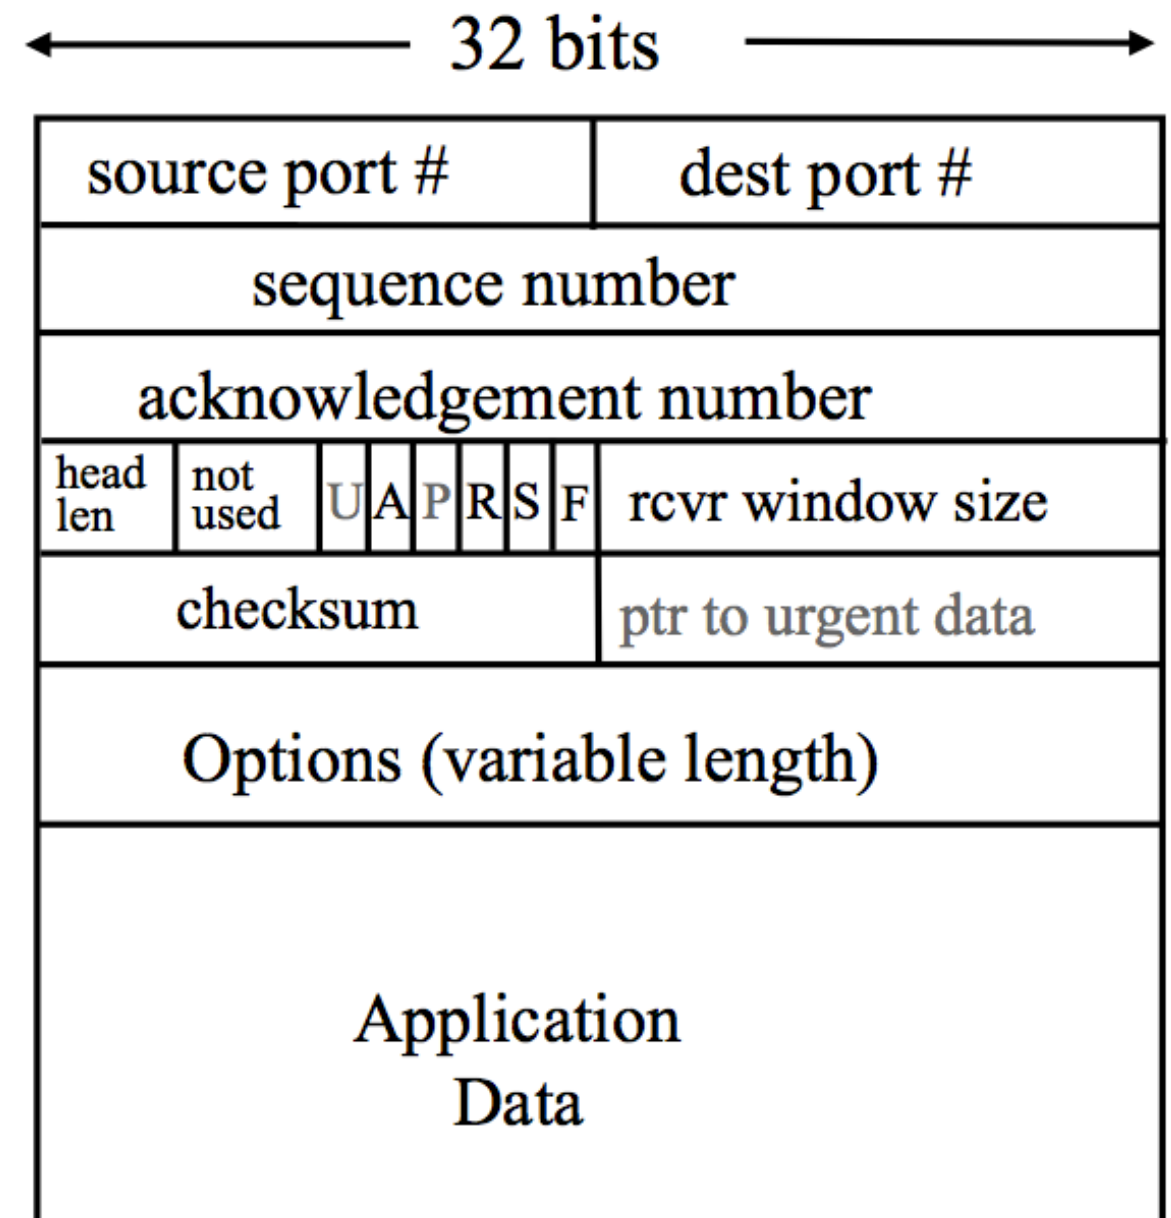 32 bits
source port #
dest port #
sequence number
acknowledgement number
head
len
not
used
U
A
P
R
S
F
rcvr window size
checksum
ptr to urgent data
Options (variable length)
Application
Data